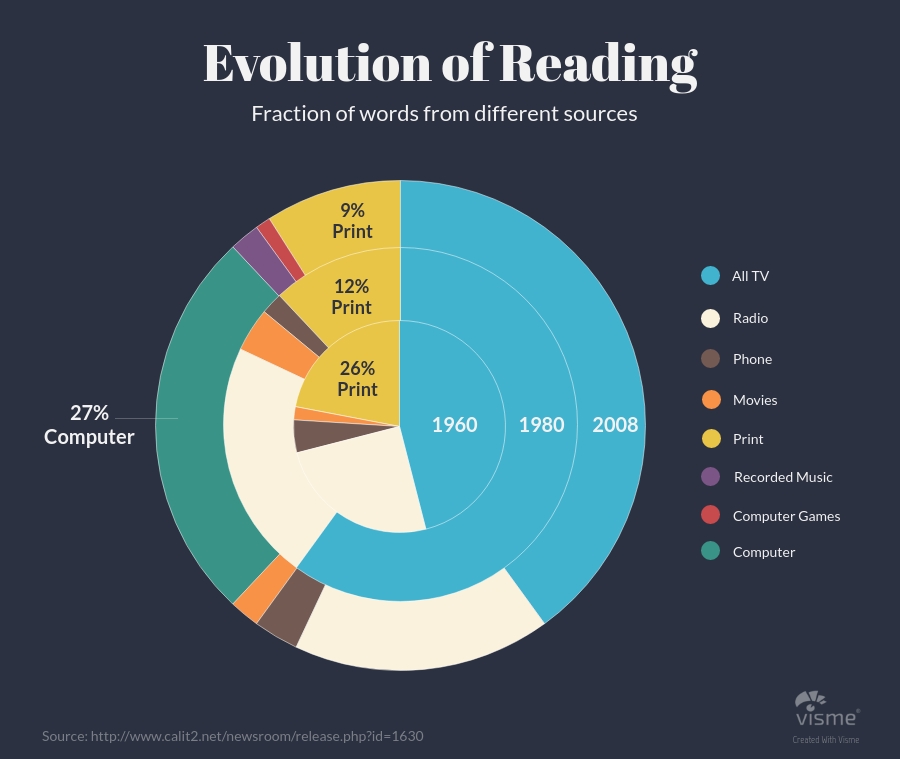 Evolution of Reading
Fraction of words from different sources
9%
Print
12%
Print
26%
Print
27%
Computer
1960
1980
2008
All TV
Radio
Phone
Movies
Print
Recorded Music
Computer Games
Computer
visme®
Created With Visme
Source: http://www.calit2.net/newsroom/release.php?id=1630